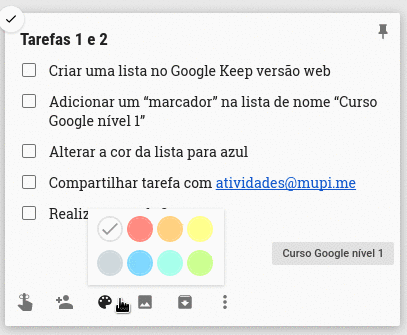 Tarefas 1 e 2
Criar uma lista no Google Keep versão web
Adicionar um “marcador” na lista de nome “Curso
Google nível 1”
Alterar a cor da lista para azul
Compartilhar tarefa com atividades@mupi.me
Curso Google nível 1